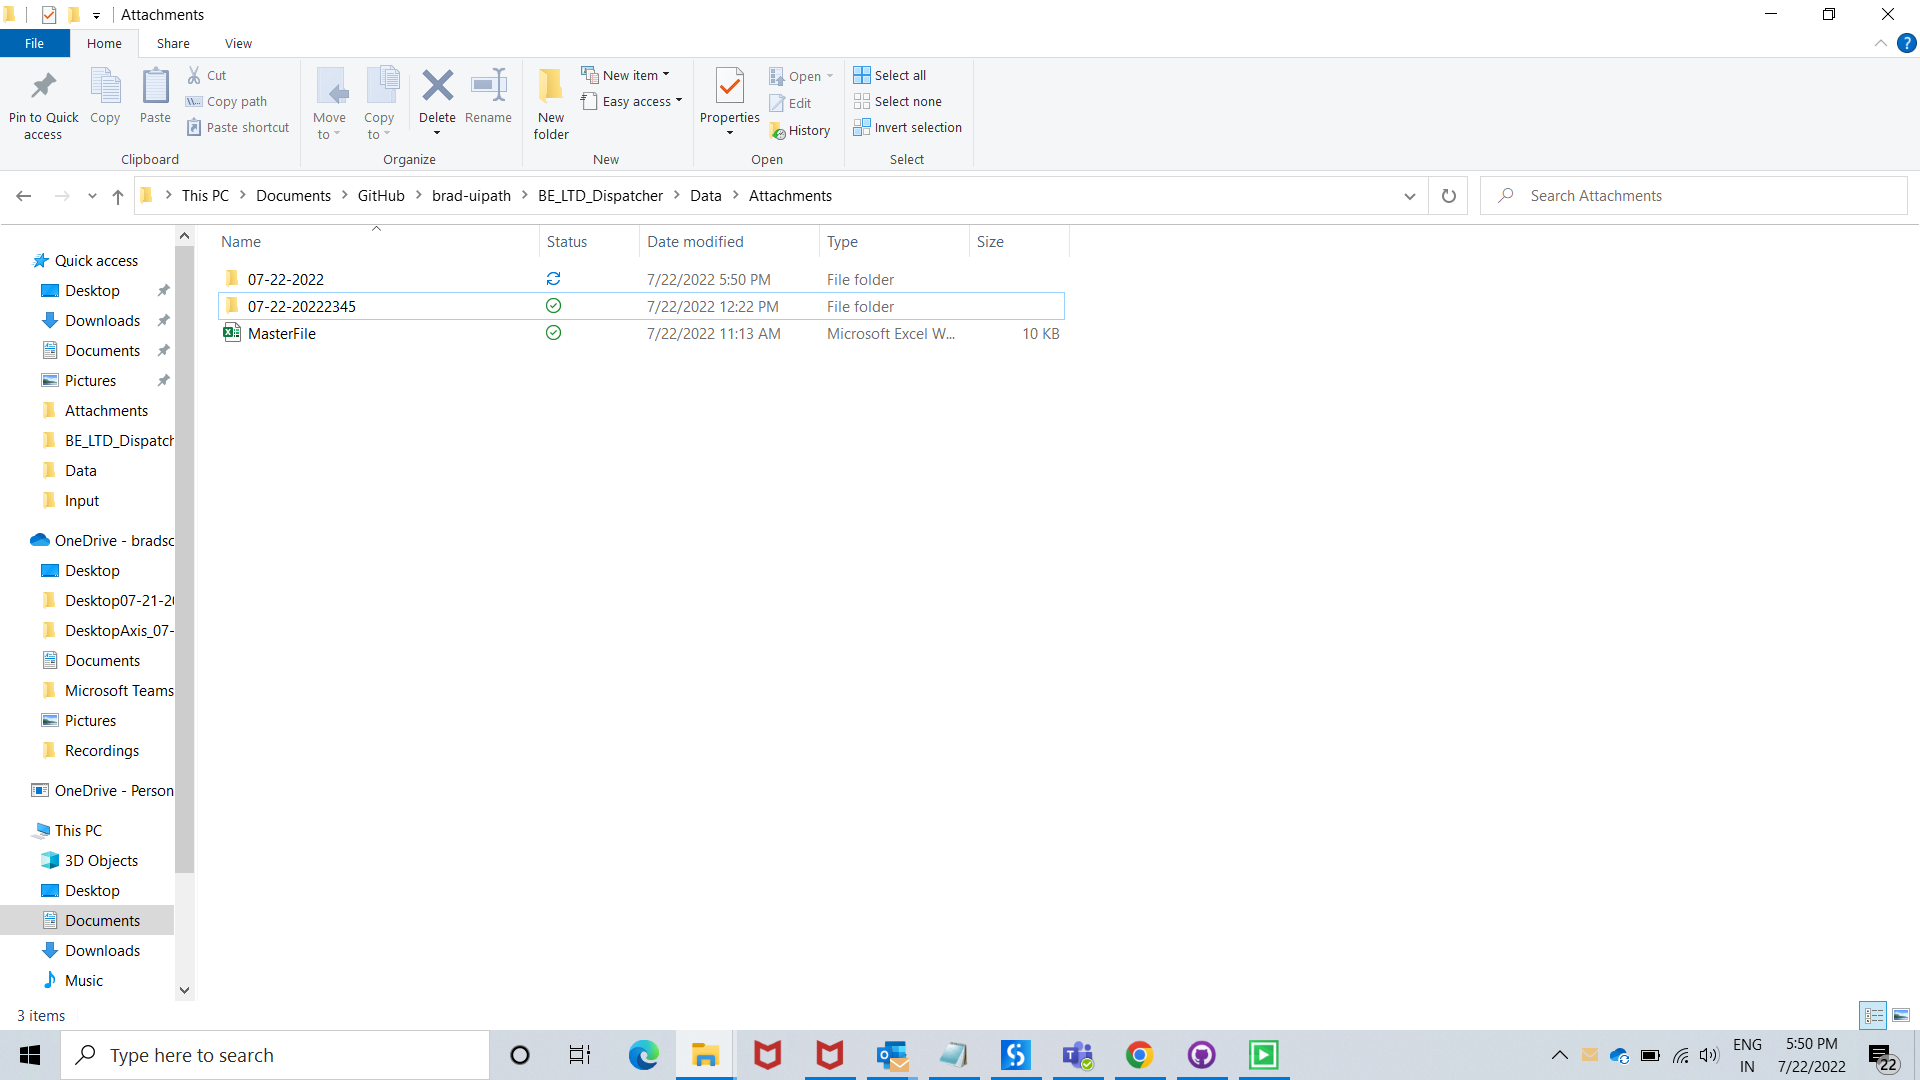 Attachments
File
Home
Share
View
Pin to Quick access
Copy
Paste
Cut
Copy path
Paste shortcut
Clipboard
Move to
Copy to
Delete
Rename
Organize
New folder
New item
Easy access
New
Properties
Open
Edit
History
Open
Select all
Select none
Invert selection
Select
This PC
Documents
GitHub
brad-uipath
BE_LTD_Dispatcher
Data
Attachments
Search Attachments
Name
Status
Date modified
Type
Size
07-22-2022
7/22/2022 5:50 PM
File folder
07-22-20222345
7/22/2022 12:22 PM
File folder
MasterFile
7/22/2022 11:13 AM
Microsoft Excel W...
10 KB
Quick access
Desktop
Downloads
Documents
Pictures
Attachments
BE_LTD_Dispatch
Data
Input
OneDrive - bradsc
Desktop
Desktop07-21-20
DesktopAxis_07-
Documents
Microsoft Teams
Pictures
Recordings
OneDrive - Person
This PC
3D Objects
Desktop
Documents
Downloads
Music
3 items
Type here to search
ENG
IN
5:50 PM
7/22/2022
22